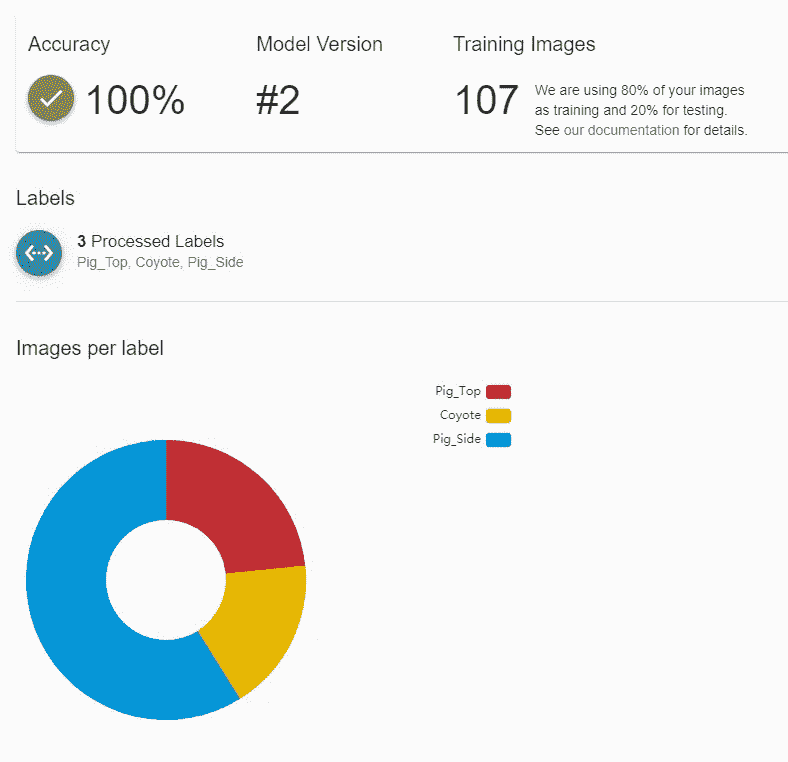 Accuracy
Model Version
Training Images
100%
#2
107
We are using 80% of your images
as training and 20% for testing.
See our documentation for details.
Labels
3 Processed Labels
Pig_Top, Coyote, Pig_Side
Images per label
Pig_Top
Coyote
Pig_Side